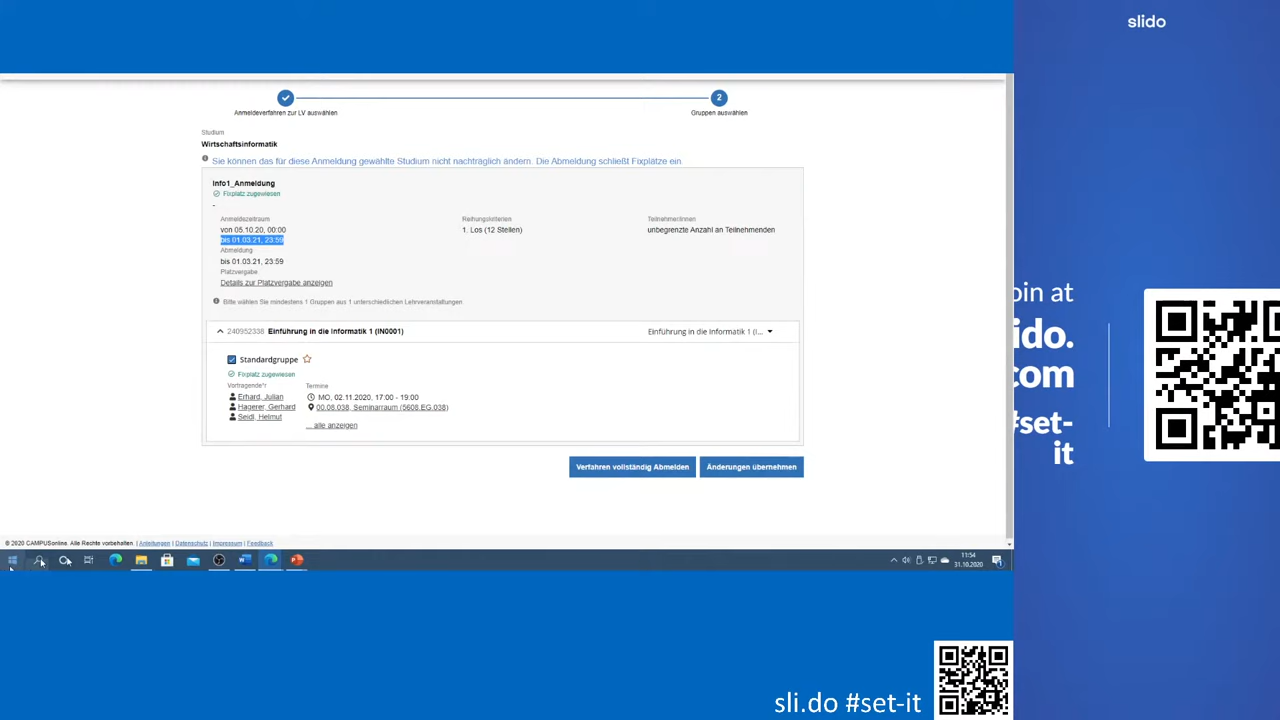 slido
2
Anmeldeverfahren zur LV auswählen
Gruppen auswählen
Studium
Wirtschaftsinformatik
Sie können das für diese Anmeldung gewählte Studium nicht nachträglich ändern. Die Abmeldung schließt Fixplätze ein.
Info1_Anmeldung
Fixplatz zugewiesen
-
Anmeldezeitraum
von 05.10.20, 00:00
bis 01.03.21, 23:59
Abmeldung
bis 01.03.21, 23:59
Platzvergabe
Details zur Platzvergabe anzeigen
Reihungskriterien
1. Los (12 Stellen)
Teilnehmer/innen
unbegrenzte Anzahl an Teilnehmenden
Bitte wählen Sie mindestens 1 Gruppen aus 1 unterschiedlichen Lehrveranstaltungen.
240952338 Einführung in die Informatik 1 (IN0001)
Einführung in die Informatik 1 (I...
Standardgruppe
Fixplatz zugewiesen
Vortragende*r
Erhard, Julian
Hagerer, Gerhard
Seidl, Helmut
Termine
MO, 02.11.2020, 17:00 - 19:00
00.08.038, Seminarraum (5608.EG.038)
... alle anzeigen
Verfahren vollständig Abmelden
Änderungen übernehmen
© 2020 CAMPUSonline. Alle Rechte vorbehalten. | Anleitungen | Datenschutz | Impressum | Feedback
11:54
31.10.2020
oin at
ido.
com
#set-
it
sli.do #set-it